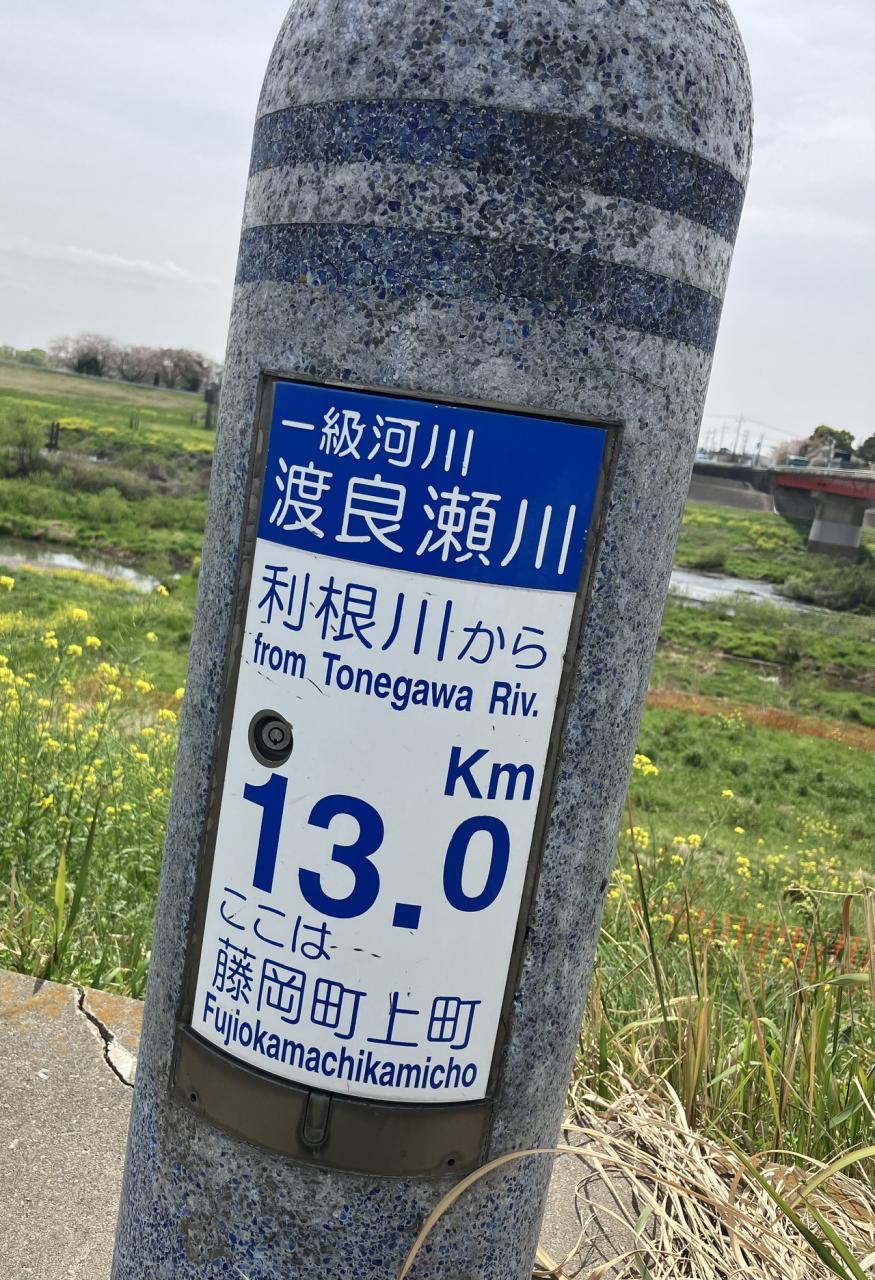 一級河川
渡良瀬川
利根川から
from Tonegawa Riv.
Km
13.0
ここは
藤岡町上町
Fujiokamachikamicho